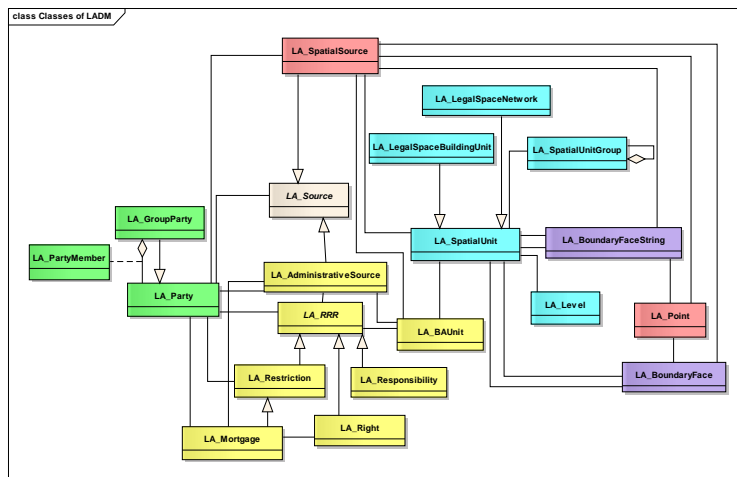 class Classes of LADM
LA_SpatialSource
LA_LegalSpaceNetwork
LA_LegalSpaceBuildingUnit
LA_SpatialUnitGroup
LA_Source
LA_GroupParty
LA_PartyMember
LA_SpatialUnit
LA_BoundaryFaceString
LA_AdministrativeSource
LA_Party
LA_Level
LA_RRR
LA_Point
LA_BAUnit
LA_Restriction
LA_Responsibility
LA_BoundaryFace
LA_Mortgage
LA_Right